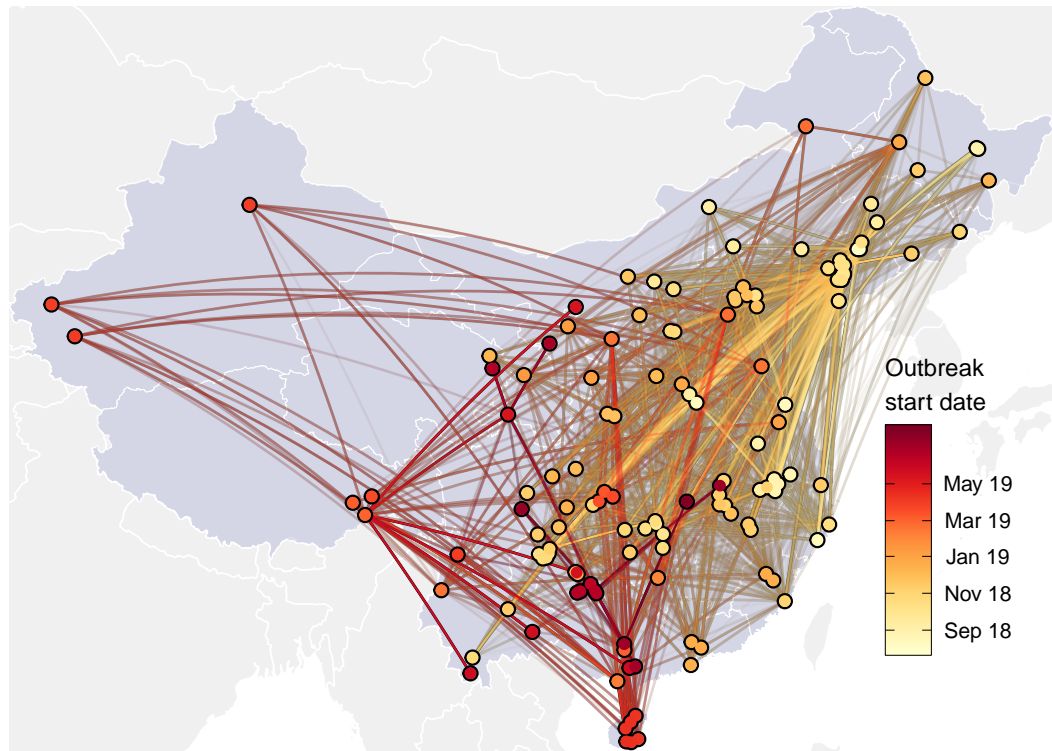 Outbreak
start date
May 19
Mar 19
Jan 19
Nov 18
Sep 18